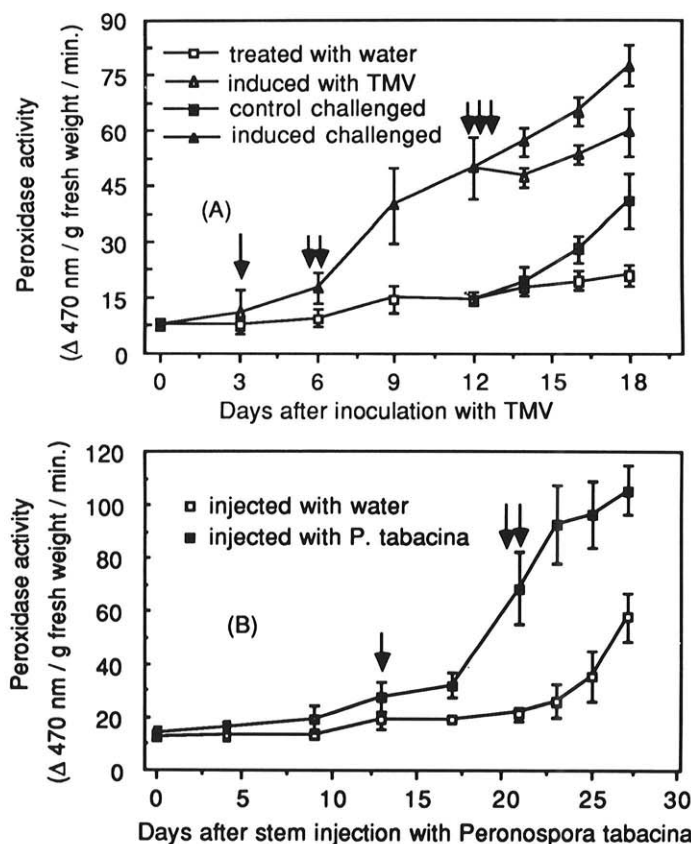 90
75
60
45
30
15
0
Peroxidase activity
(Δ 470 nm / g fresh weight / min.)
treated with water
induced with TMV
control challenged
induced challenged
(A)
0 3 6 9 12 14 16 18
Days after inoculation with TMV
120
100
80
60
40
20
0
Peroxidase activity
(Δ 470 nm / g fresh weight / min.)
injected with water
injected with P. tabacina
(B)
0 5 10 15 20 25 30
Days after stem injection with Peronospora tabacina